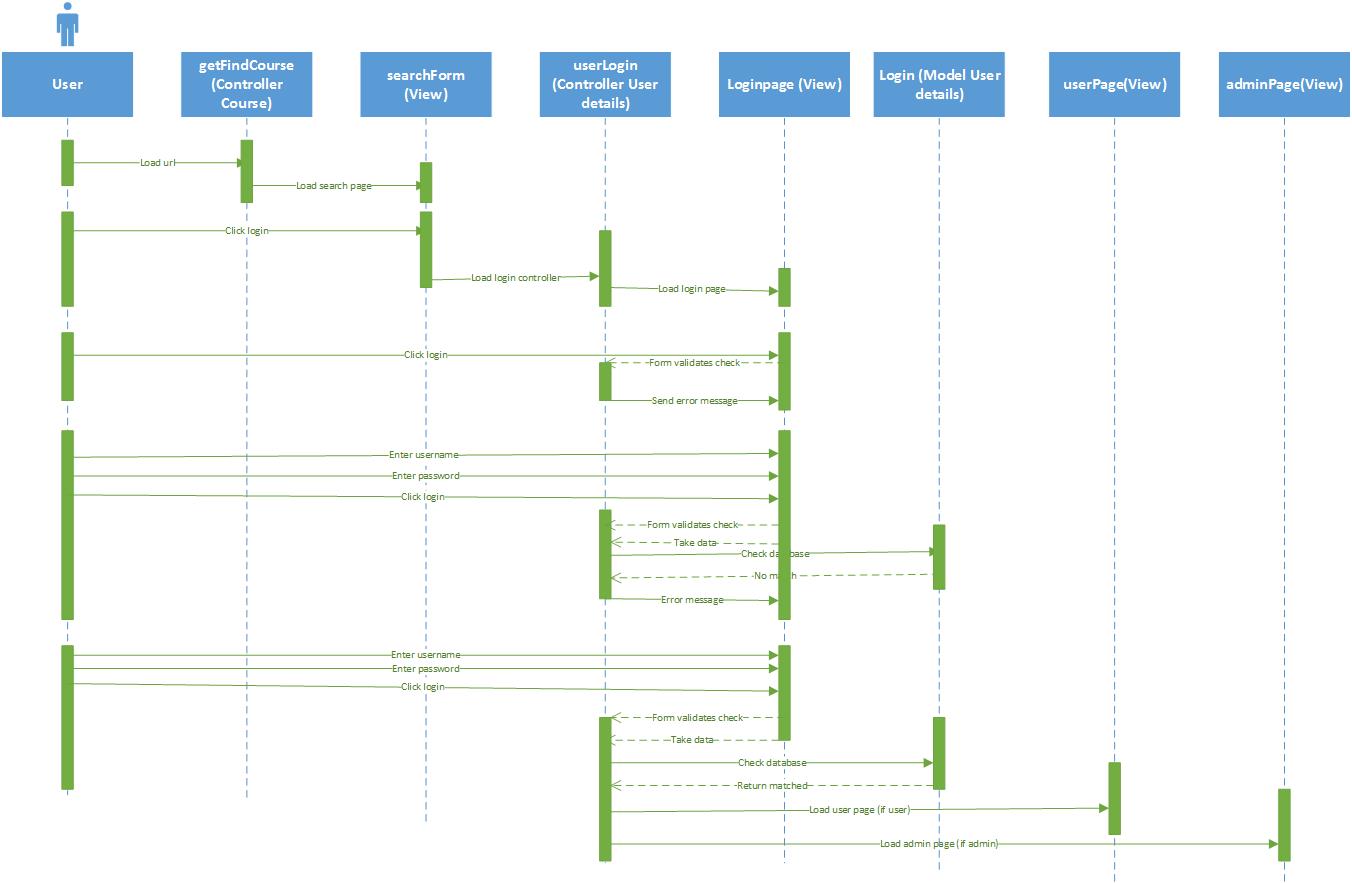 User
getFindCourse
(Controller
Course)
searchForm
(View)
userLogin
(Controller User
details)
Loginpage (View)
Login (Model User
details)
userPage(View)
adminPage(View)
Load url
Load search page
Click login
Load login controller
Load login page
Click login
Form validates check
Send error message
Enter username
Enter password
Click login
Form validates check
Take data
Check database
No match
Error message
Enter username
Enter password
Click login
Form validates check
Take data
Check database
Return matched
Load user page (if user)
Load admin page (if admin)